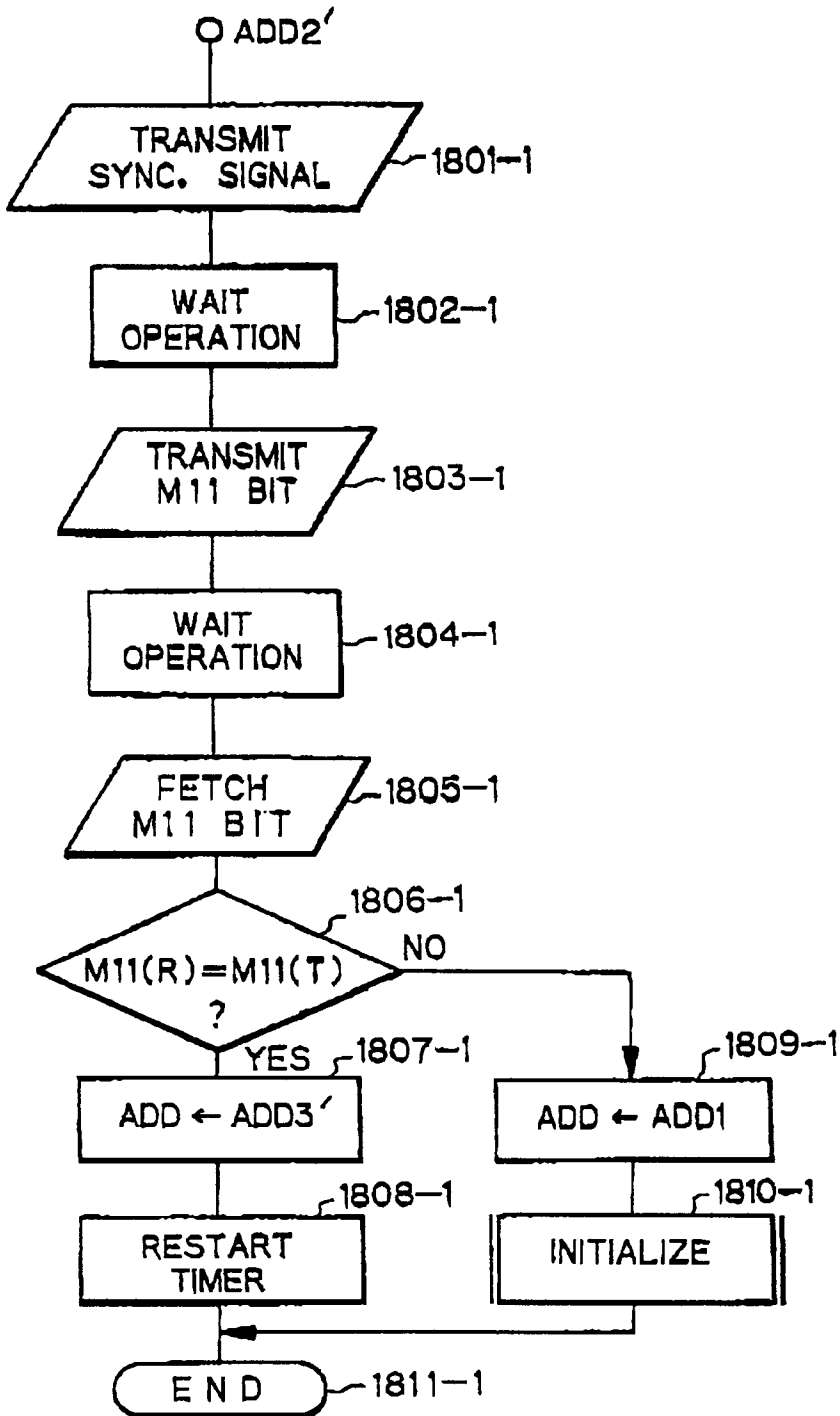 ADD2′
TRANSMIT
SYNC. SIGNAL
1801-1
WAIT
OPERATION
1802-1
TRANSMIT
M11 BIT
1803-1
WAIT
OPERATION
1804-1
FETCH
M11 BIT
1805-1
1806-1
M11(R)=M11(T)
?
NO
YES
1807-1
ADD ← ADD3′
1809-1
ADD ← ADD1
1808-1
RESTART
TIMER
1810-1
INITIALIZE
END
1811-1